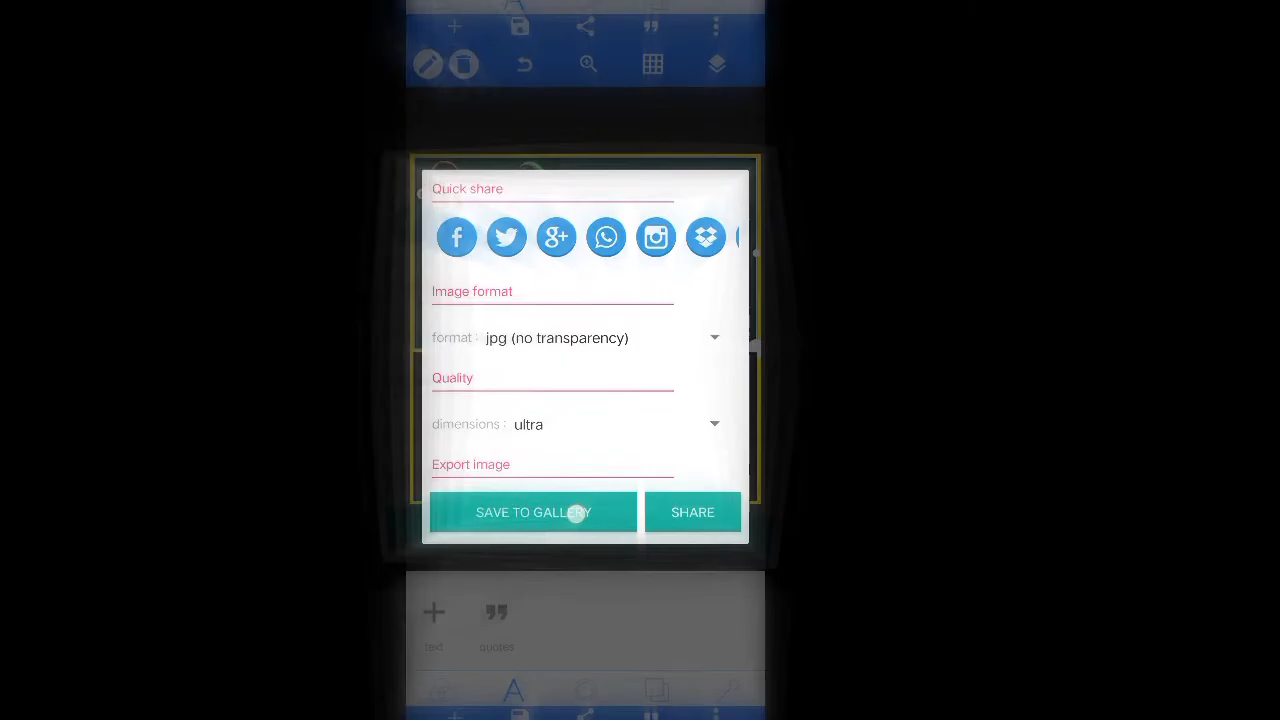 Quick share
Image format
format : jpg (no transparency)
Quality
dimensions : ultra
Export image
SAVE TO GALLERY SHARE
text quotes